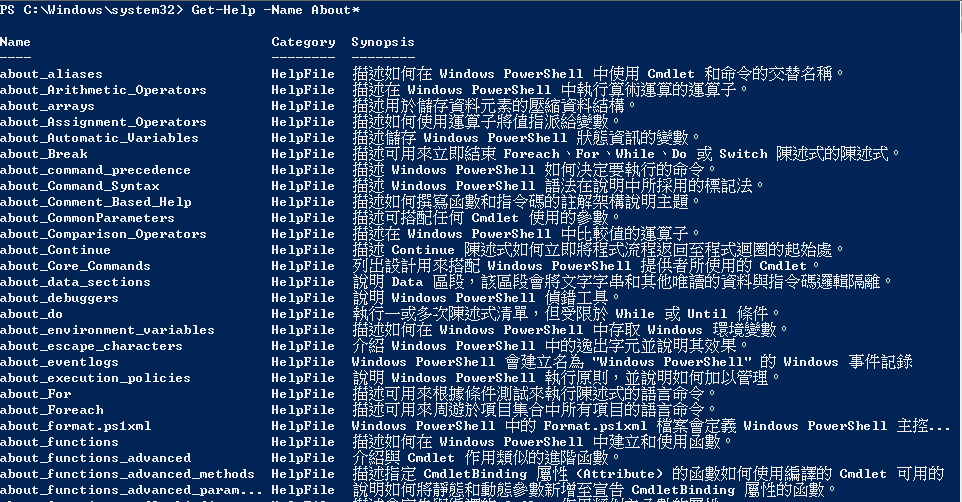 PS C:\Windows\system32> Get-Help -Name About*
Name Category Synopsis
---- -------- --------
about_aliases HelpFile 描述如何在 Windows PowerShell 中使用 Cmdlet 和命令的交替名稱。
about_Arithmetic_Operators HelpFile 描述在 Windows PowerShell 中執行算術運算的運算子。
about_arrays HelpFile 描述用於儲存資料元素的壓縮資料結構。
about_Assignment_Operators HelpFile 描述如何使用運算子將值指派給變數。
about_Automatic_Variables HelpFile 描述儲存 Windows PowerShell 狀態資訊的變數。
about_Break HelpFile 描述可用來立即結束 Foreach、For、While、Do 或 Switch 陳述式的陳述式。
about_command_precedence HelpFile 描述 Windows PowerShell 如何決定要執行的命令。
about_Command_Syntax HelpFile 描述 Windows PowerShell 語法在說明中所採用的標記法。
about_Comment_Based_Help HelpFile 描述如何撰寫函數和指令碼的註解架構說明主題。
about_CommonParameters HelpFile 描述可搭配任何 Cmdlet 使用的參數。
about_Comparison_Operators HelpFile 描述在 Windows PowerShell 中比較值的運算子。
about_Continue HelpFile 描述 Continue 陳述式如何立即將程式流程返回至程式迴圈的起始處。
about_Core_Commands HelpFile 列出設計用來搭配 Windows PowerShell 提供者所使用的 Cmdlet。
about_data_sections HelpFile 說明 Data 區段，該區段會將文字字串和其他唯讀的資料與指令碼邏輯隔離。
about_debuggers HelpFile 說明 Windows PowerShell 偵錯工具。
about_do HelpFile 執行一或多次陳述式清單，但受限於 While 或 Until 條件。
about_environment_variables HelpFile 描述如何在 Windows PowerShell 中存取 Windows 環境變數。
about_escape_characters HelpFile 介紹 Windows PowerShell 中的逸出字元並說明其效果。
about_eventlogs HelpFile Windows PowerShell 會建立名為 "Windows PowerShell" 的 Windows 事件記錄
about_execution_policies HelpFile 說明 Windows PowerShell 執行原則，並說明如何加以管理。
about_For HelpFile 描述可用來根據條件測試來執行陳述式的語言命令。
about_Foreach HelpFile 描述可用來周遊於項目集合中所有項目的語言命令。
about_format.ps1xml HelpFile Windows PowerShell 中的 Format.ps1xml 檔案會定義 Windows PowerShell 主控...
about_functions HelpFile 描述如何在 Windows PowerShell 中建立和使用函數。
about_functions_advanced HelpFile 介紹與 Cmdlet 作用類似的進階函數。
about_functions_advanced_methods HelpFile 描述指定 CmdletBinding 屬性 (Attribute) 的函數如何使用編譯的 Cmdlet 可用的
about_functions_advanced_param... HelpFile 說明如何將靜態和動態參數新增至宣告 CmdletBinding 屬性的函數。